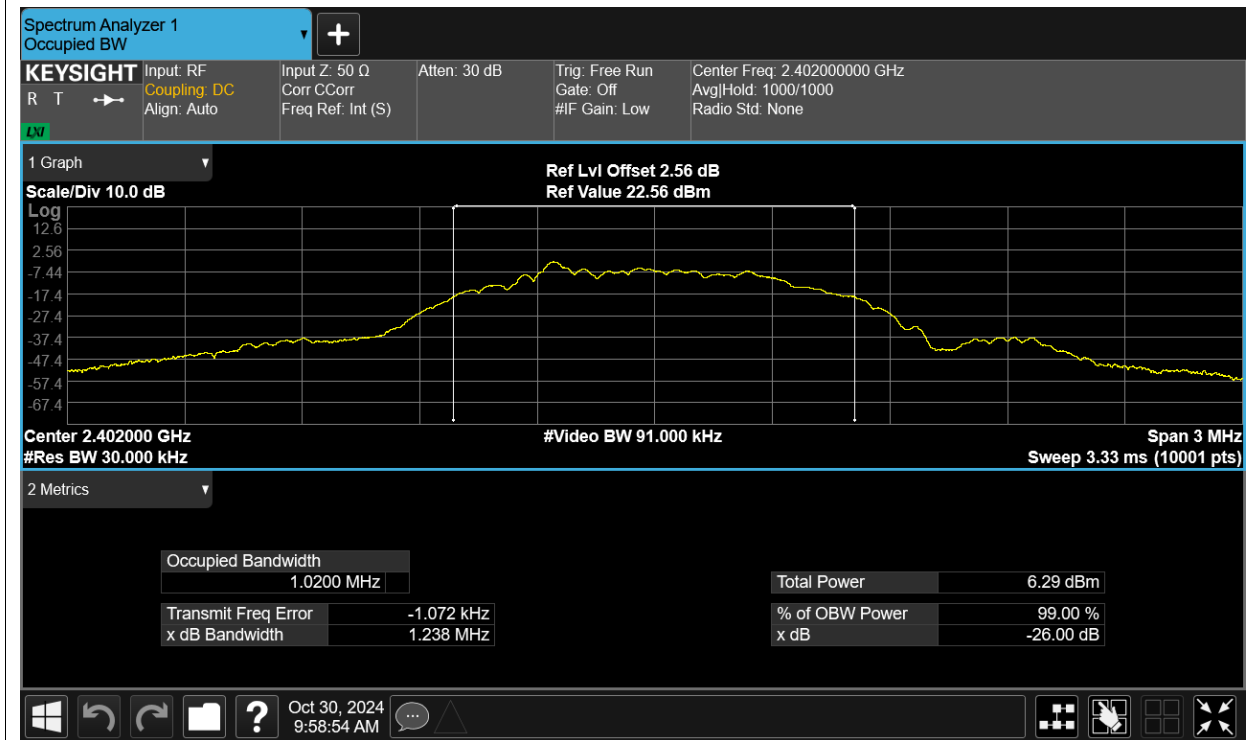 Spectrum Analyzer 1
Occupied BW
KEYSIGHT
R T
LXI
Input: RF
Coupling: DC
Align: Auto
Input Z: 50 Ω
Corr CCorr
Freq Ref: Int (S)
Atten: 30 dB
Trig: Free Run
Gate: Off
#IF Gain: Low
Center Freq: 2.402000000 GHz
Avg|Hold: 1000/1000
Radio Std: None
1 Graph
Scale/Div 10.0 dB
Ref Lvl Offset 2.56 dB
Ref Value 22.56 dBm
Log
12.6
2.56
-7.44
-17.4
-27.4
-37.4
-47.4
-57.4
-67.4
Center 2.402000 GHz
#Video BW 91.000 kHz
Span 3 MHz
#Res BW 30.000 kHz
Sweep 3.33 ms (10001 pts)
2 Metrics
Occupied Bandwidth
1.0200 MHz
Total Power 6.29 dBm
Transmit Freq Error -1.072 kHz
% of OBW Power 99.00 %
x dB Bandwidth 1.238 MHz
x dB -26.00 dB
?
Oct 30, 2024
9:58:54 AM